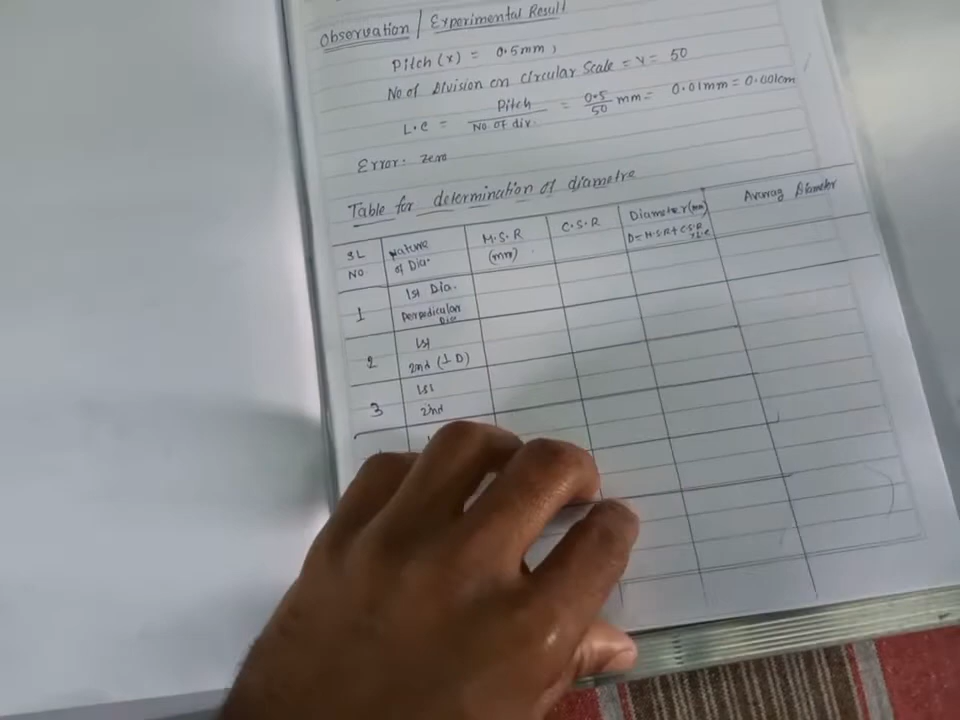 Observation / Experimental Result
Pitch (x) = 0.5mm,
No of Division on circular Scale = y = 50
L.C = Pitch / No of div. = 0.5/50 mm = 0.01mm = 0.001cm
Error: Zero
Table for determination of diametre
SL NO
Nature of Dia.
M.S.R (mm)
C.S.R
Diameter (mm) D = M.S.R + C.S.R x L.C
Avarag Diameter
1 1st Dia.
Perpedicular Dia
2 1st
2nd (⊥ D)
3 1st
2nd